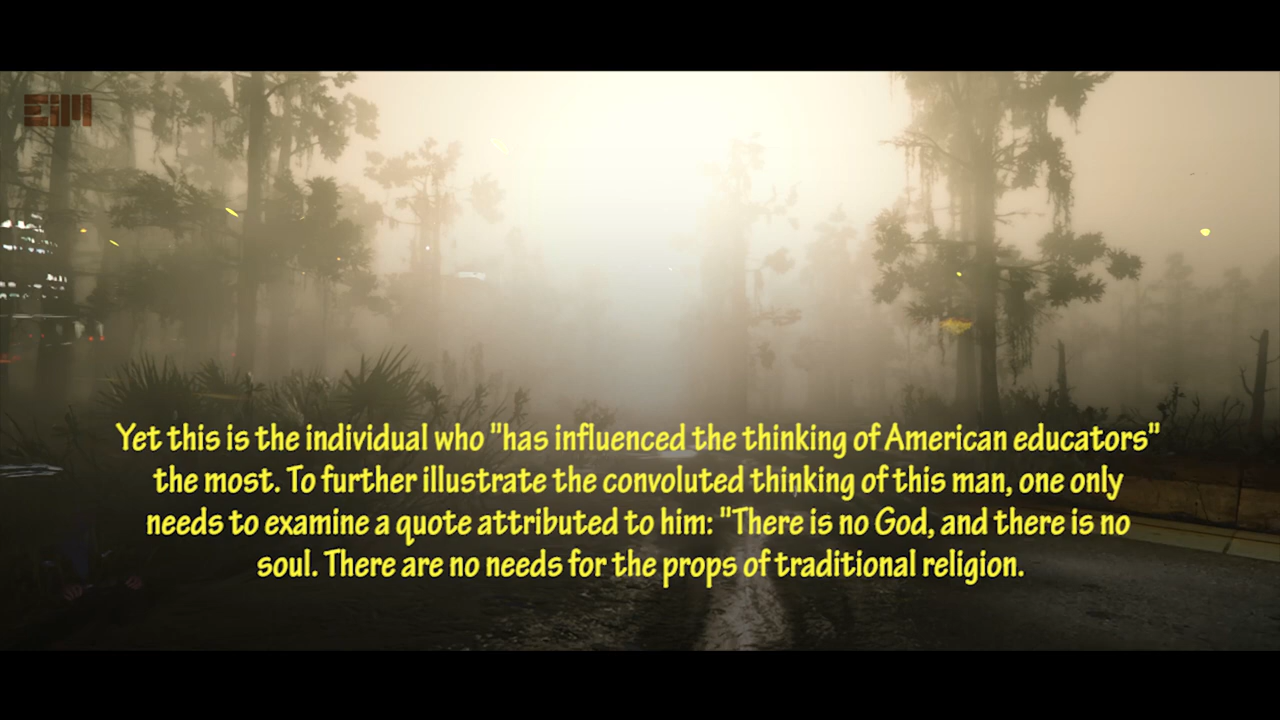 EiM
Yet this is the individual who "has influenced the thinking of American educators"
the most. To further illustrate the convoluted thinking of this man, one only
needs to examine a quote attributed to him: "There is no God, and there is no
soul. There are no needs for the props of traditional religion.